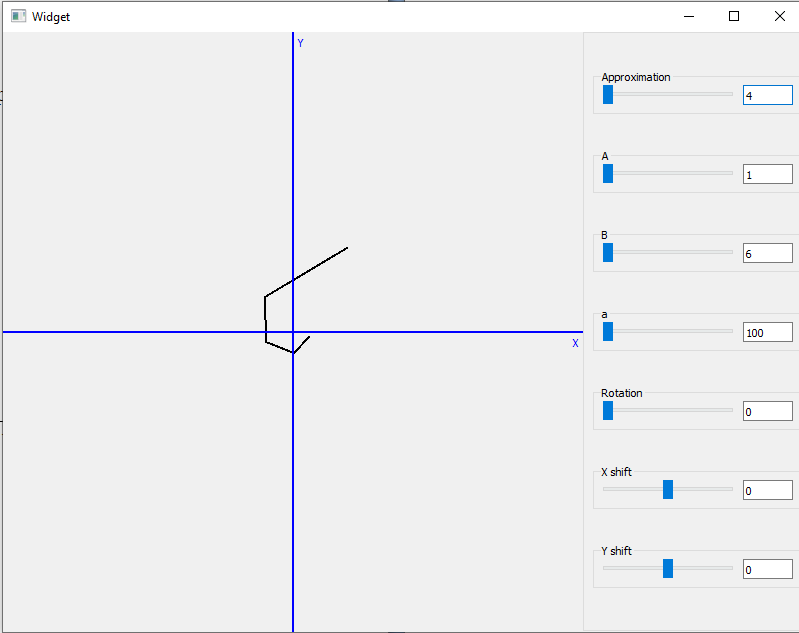 Widget
Y
X
Approximation
4
A
1
B
6
a
100
Rotation
0
X shift
0
Y shift
0